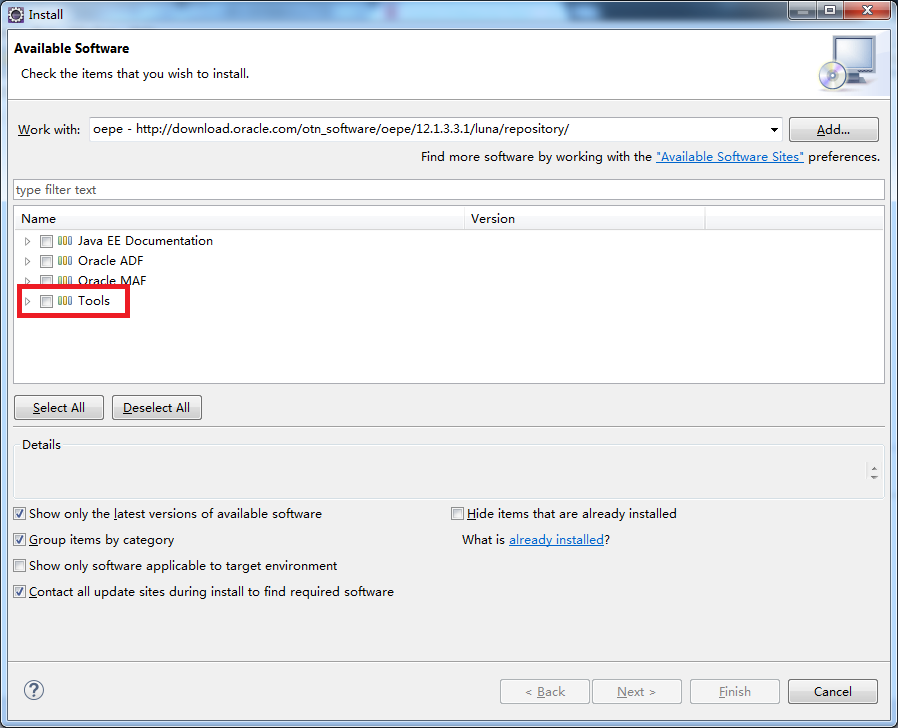 Install
Available Software
Check the items that you wish to install.
Work with: oepe - http://download.oracle.com/otn_software/oepe/12.1.3.3.1/luna/repository/ Add...
Find more software by working with the "Available Software Sites" preferences.
type filter text
Name Version
Java EE Documentation
Oracle ADF
Oracle MAF
Tools
Select All Deselect All
Details
Show only the latest versions of available software Hide items that are already installed
Group items by category What is already installed?
Show only software applicable to target environment
Contact all update sites during install to find required software
? < Back Next > Finish Cancel